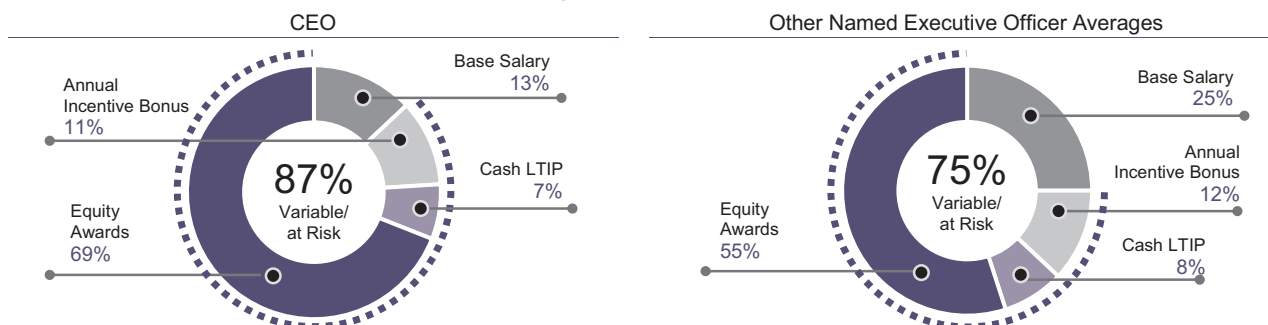 CEO
Base Salary
13%
Annual
Incentive Bonus
11%
Cash LTIP
7%
87%
Variable/
at Risk
Equity
Awards
69%
Other Named Executive Officer Averages
Base Salary
25%
Annual
Incentive Bonus
12%
75%
Variable/
at Risk
Equity
Awards
55%
Cash LTIP
8%